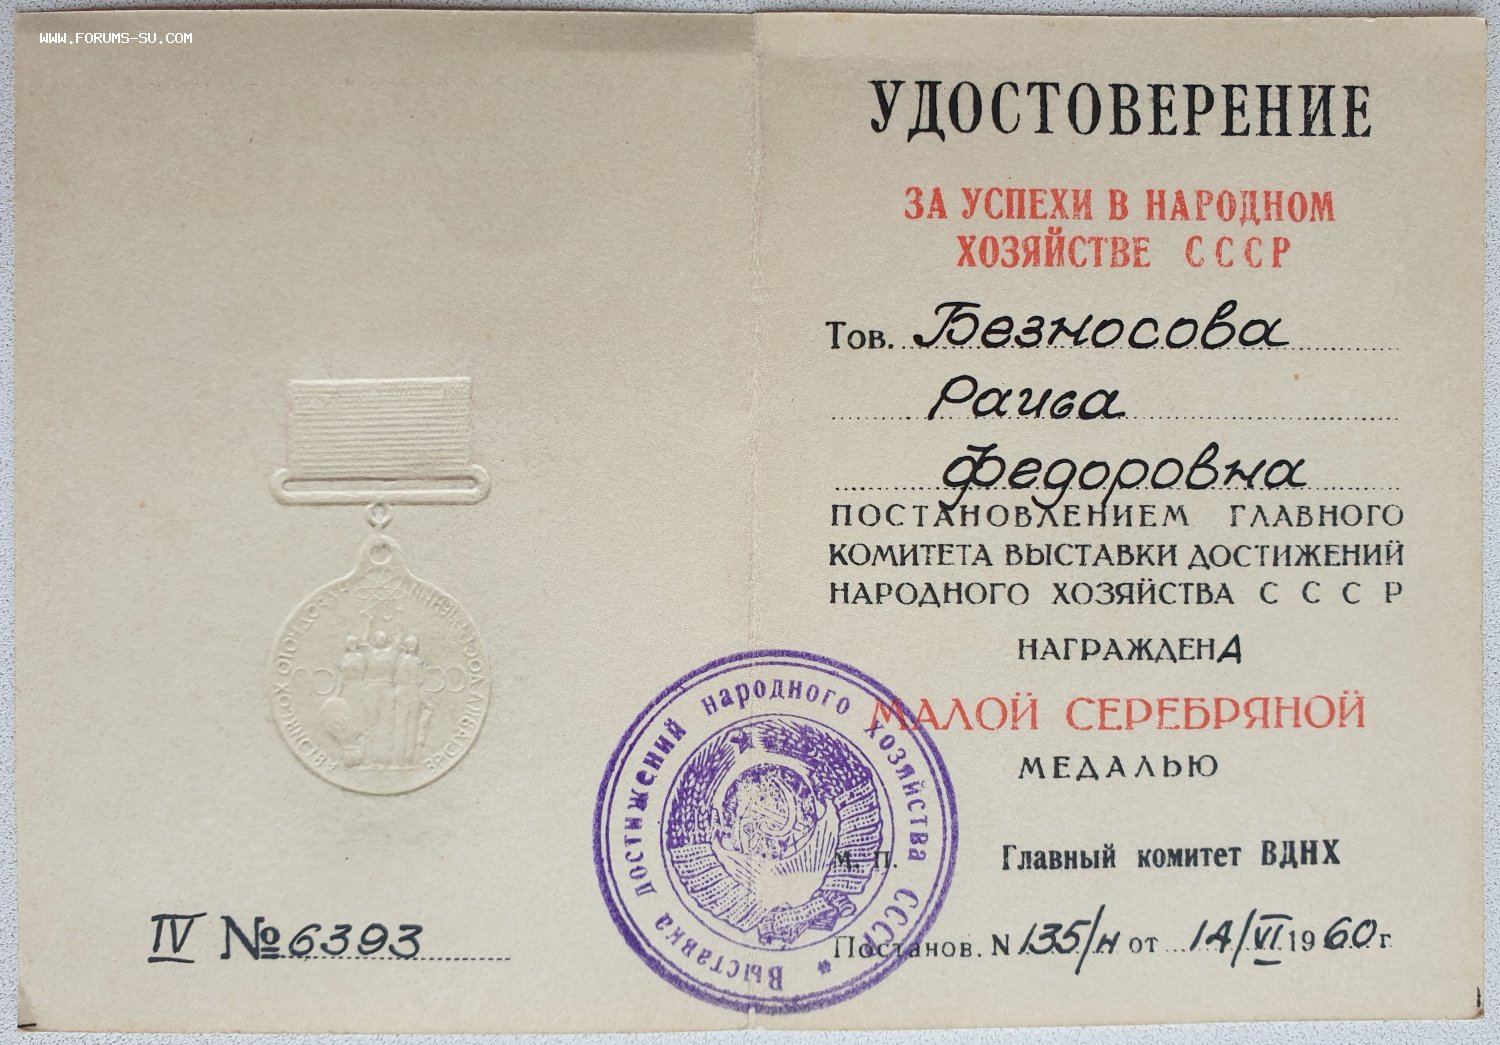 WWW.FORUMS-SU.COM
УДОСТОВЕРЕНИЕ
ЗА УСПЕХИ В НАРОДНОМ
ХОЗЯЙСТВЕ СССР
Тов. Безносова
Раиса
Федоровна
ПОСТАНОВЛЕНИЕМ ГЛАВНОГО
КОМИТЕТА ВЫСТАВКИ ДОСТИЖЕНИЙ
НАРОДНОГО ХОЗЯЙСТВА СССР
НАГРАЖДЕНА
МАЛОЙ СЕРЕБРЯНОЙ
МЕДАЛЬЮ
М. П.
Главный комитет ВДНХ
Постанов. N 135/н от 14/VI 1960 г
IV №6393
Выставка достижений народного хозяйства СССР